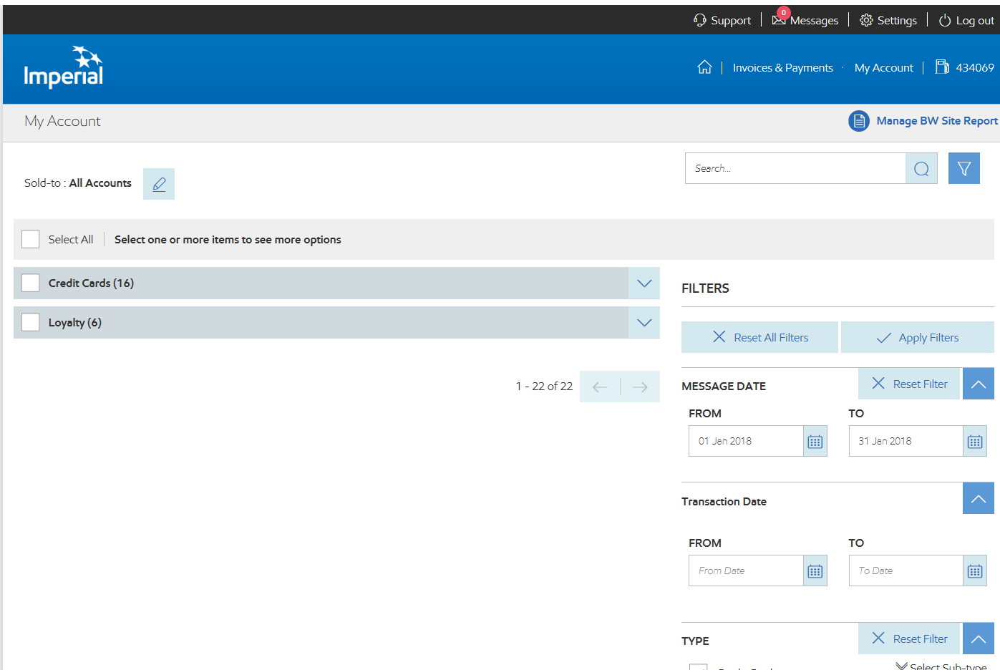 Support
0
Messages
Settings
Log out
Imperial
Invoices & Payments · My Account
434069
My Account
Manage BW Site Report
Sold-to : All Accounts
Search...
Select All
Select one or more items to see more options
Credit Cards (16)
Loyalty (6)
1 - 22 of 22
FILTERS
Reset All Filters
Apply Filters
MESSAGE DATE
Reset Filter
FROM
TO
01 Jan 2018
31 Jan 2018
Transaction Date
FROM
TO
From Date
To Date
TYPE
Reset Filter
Select Sub-type